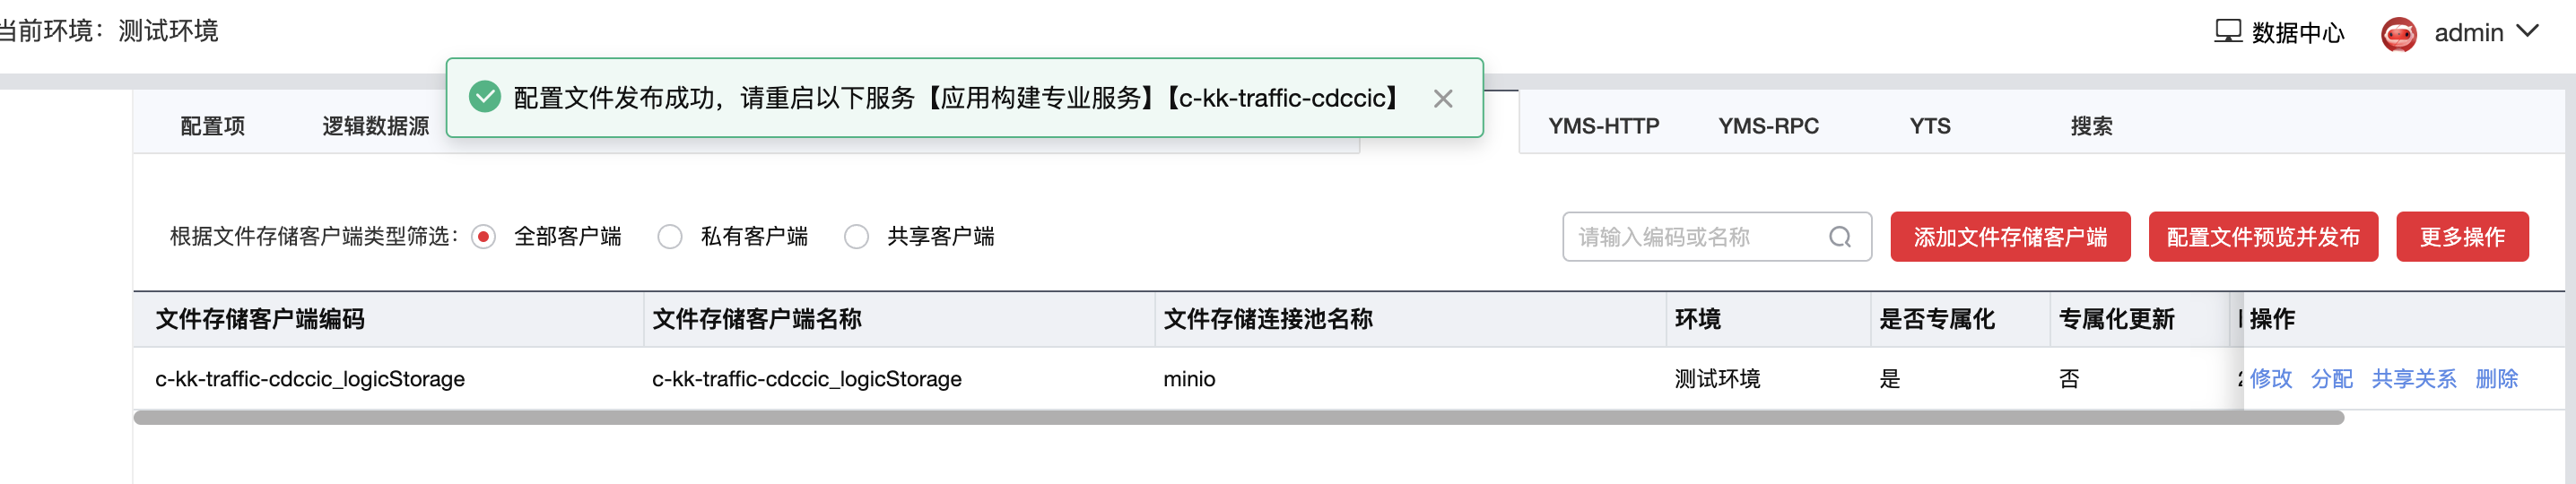 当前环境：测试环境
数据中心
admin
配置文件发布成功，请重启以下服务【应用构建专业服务】【c-kk-traffic-cdccic】
配置项
逻辑数据源
YMS-HTTP
YMS-RPC
YTS
搜索
根据文件存储客户端类型筛选：
全部客户端
私有客户端
共享客户端
请输入编码或名称
添加文件存储客户端
配置文件预览并发布
更多操作
文件存储客户端编码
文件存储客户端名称
文件存储连接池名称
环境
是否专属化
专属化更新
操作
c-kk-traffic-cdccic_logicStorage
c-kk-traffic-cdccic_logicStorage
minio
测试环境
是
否
修改
分配
共享关系
删除